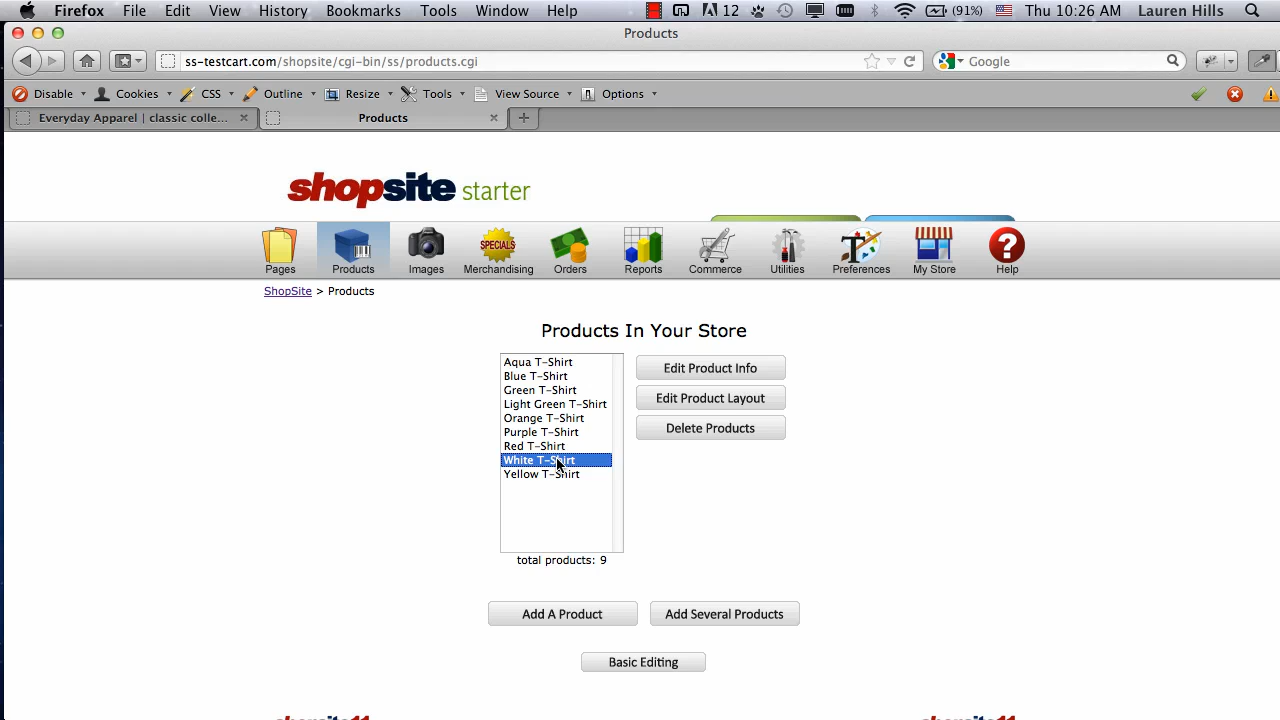 Firefox File Edit View History Bookmarks Tools Window Help 12 (91%) Thu 10:26 AM Lauren Hills
Products
ss-testcart.com/shopsite/cgi-bin/ss/products.cgi Google
Disable Cookies CSS Outline Resize Tools View Source Options
Everyday Apparel | classic colle... Products
shopsite starter
SPECIALS
Pages Products Images Merchandising Orders Reports Commerce Utilities Preferences My Store Help
ShopSite > Products
Products In Your Store
Aqua T-Shirt
Blue T-Shirt
Green T-Shirt
Light Green T-Shirt
Orange T-Shirt
Purple T-Shirt
Red T-Shirt
White T-Shirt
Yellow T-Shirt
Edit Product Info
Edit Product Layout
Delete Products
total products: 9
Add A Product Add Several Products
Basic Editing
shopsite11 shopsite11